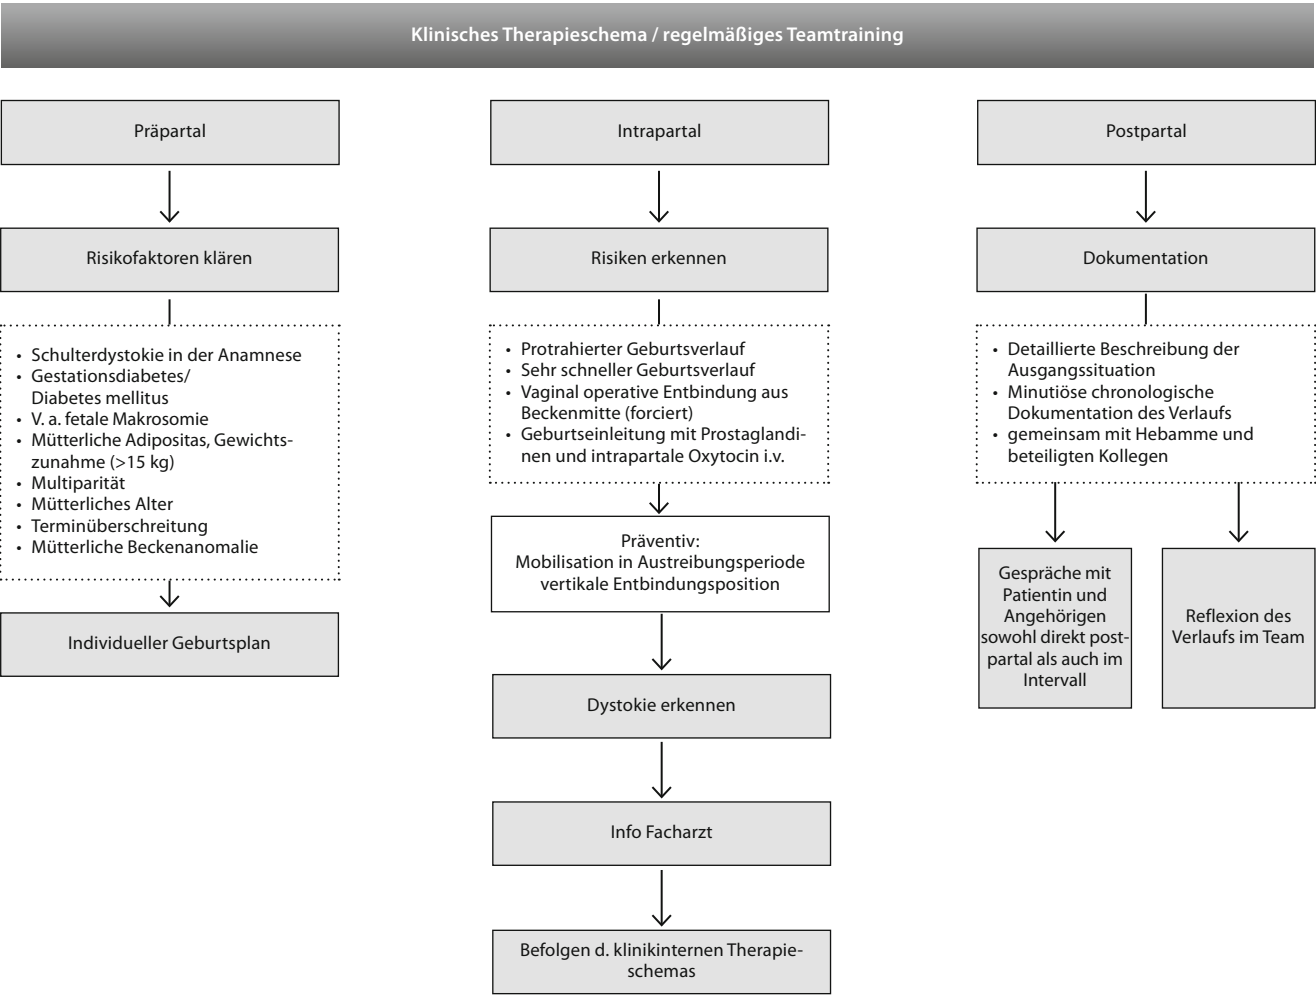 Klinisches Therapieschema / regelmäßiges Teamtraining
Präpartal
Risikofaktoren klären
• Schulterdystokie in der Anamnese
• Gestationsdiabetes/
Diabetes mellitus
• V. a. fetale Makrosomie
• Mütterliche Adipositas, Gewichts-
zunahme (>15 kg)
• Multiparität
• Mütterliches Alter
• Terminüberschreitung
• Mütterliche Beckenanomalie
Individueller Geburtsplan
Intrapartal
Risiken erkennen
• Protrahierter Geburtsverlauf
• Sehr schneller Geburtsverlauf
• Vaginal operative Entbindung aus
Beckenmitte (forciert)
• Geburtseinleitung mit Prostaglandi-
nen und intrapartale Oxytocin i.v.
Präventiv:
Mobilisation in Austreibungsperiode
vertikale Entbindungsposition
Dystokie erkennen
Info Facharzt
Befolgen d. klinikinternen Therapie-
schemas
Postpartal
Dokumentation
• Detaillierte Beschreibung der
Ausgangssituation
• Minutiöse chronologische
Dokumentation des Verlaufs
• gemeinsam mit Hebamme und
beteiligten Kollegen
Gespräche mit
Patientin und
Angehörigen
sowohl direkt post-
partal als auch im
Intervall
Reflexion des
Verlaufs im Team